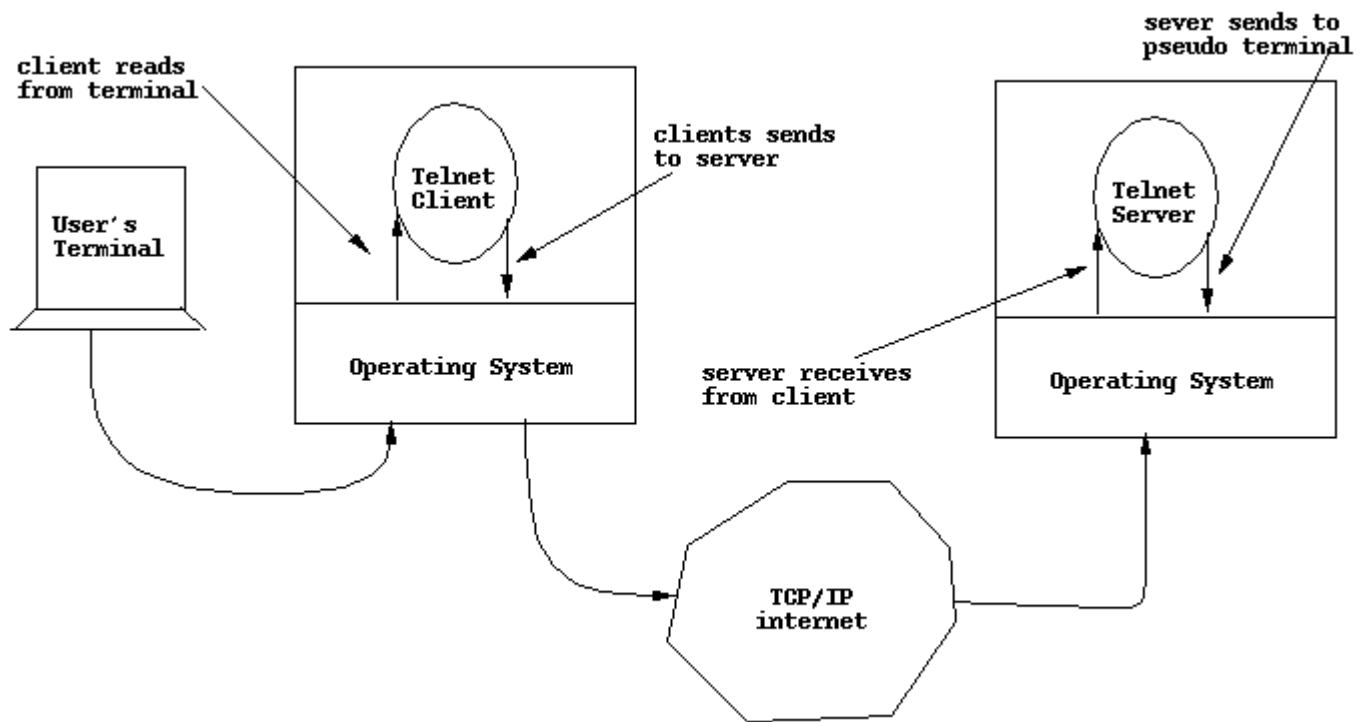 sever sends to
pseudo terminal
client reads
from terminal
clients sends
to server
Telnet
Client
Telnet
Server
User's
Terminal
Operating System
server receives
from client
Operating System
TCP/IP
internet